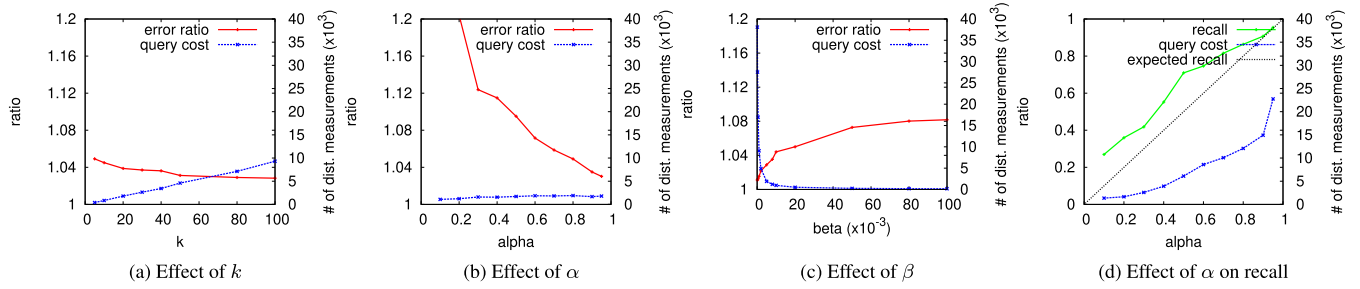 1.2
1.16
1.12
1.08
1.04
1
ratio
0 20 40 60 80 100
k
error ratio
query cost
40
35
30
25
20
15
10
5
0
# of dist. measurements (x10³)
(a) Effect of k
1.2
1.16
1.12
1.08
1.04
1
ratio
0 0.2 0.4 0.6 0.8 1
alpha
error ratio
query cost
40
35
30
25
20
15
10
5
0
# of dist. measurements (x10³)
(b) Effect of α
1.2
1.16
1.12
1.08
1.04
1
ratio
0 20 40 60 80 100
beta (x10⁻³)
error ratio
query cost
40
35
30
25
20
15
10
5
0
# of dist. measurements (x10³)
(c) Effect of β
1
0.8
0.6
0.4
0.2
0
ratio
0 0.2 0.4 0.6 0.8 1
alpha
recall
query cost
expected recall
40
35
30
25
20
15
10
5
0
# of dist. measurements (x10³)
(d) Effect of α on recall